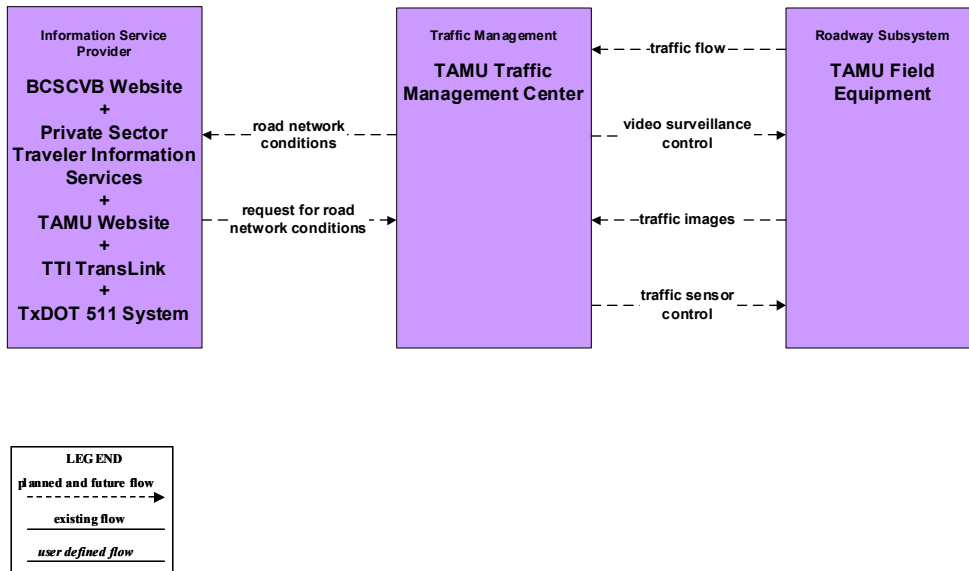 Information Service
Provider
BCSCVB Website
+
Private Sector
Traveler Information
Services
+
TAMU Website
+
TTI TransLink
+
TxDOT 511 System
road network
conditions
request for road
network conditions
Traffic Management
TAMU Traffic
Management Center
traffic flow
video surveillance
control
traffic images
traffic sensor
control
Roadway Subsystem
TAMU Field
Equipment
LEGEND
planned and future flow
existing flow
user defined flow